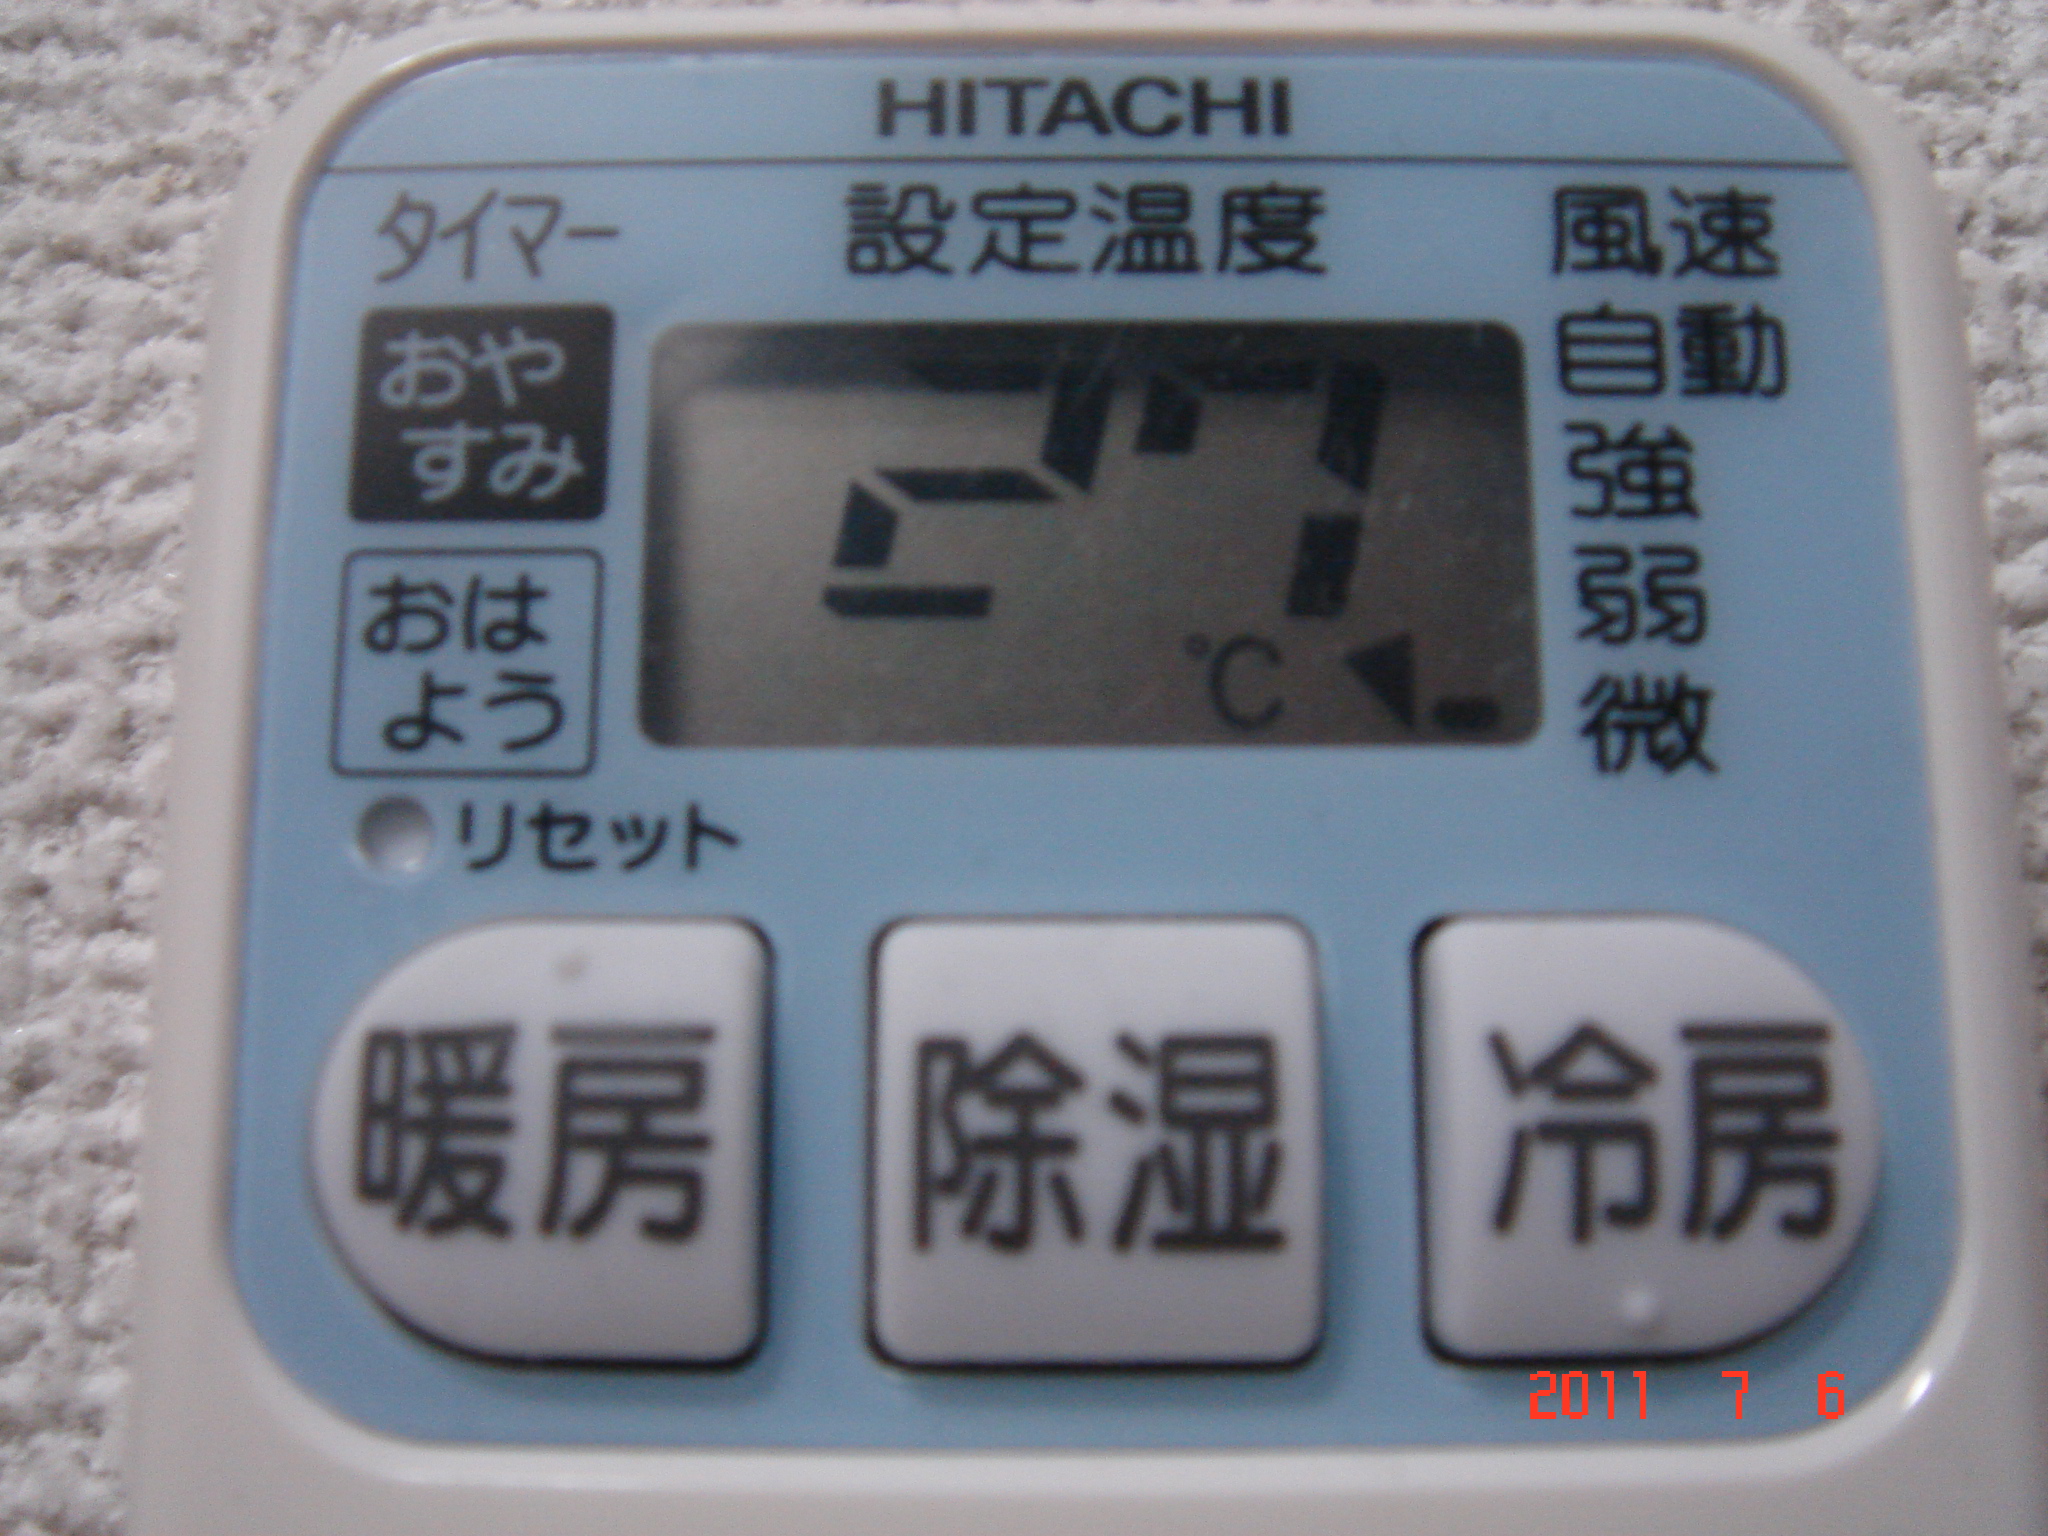 HITACHI
タイマー 設定温度 風速
おや
すみ
おは
よう
27
℃
自動
強
弱
微
リセット
暖房 除湿 冷房
2011 7 6